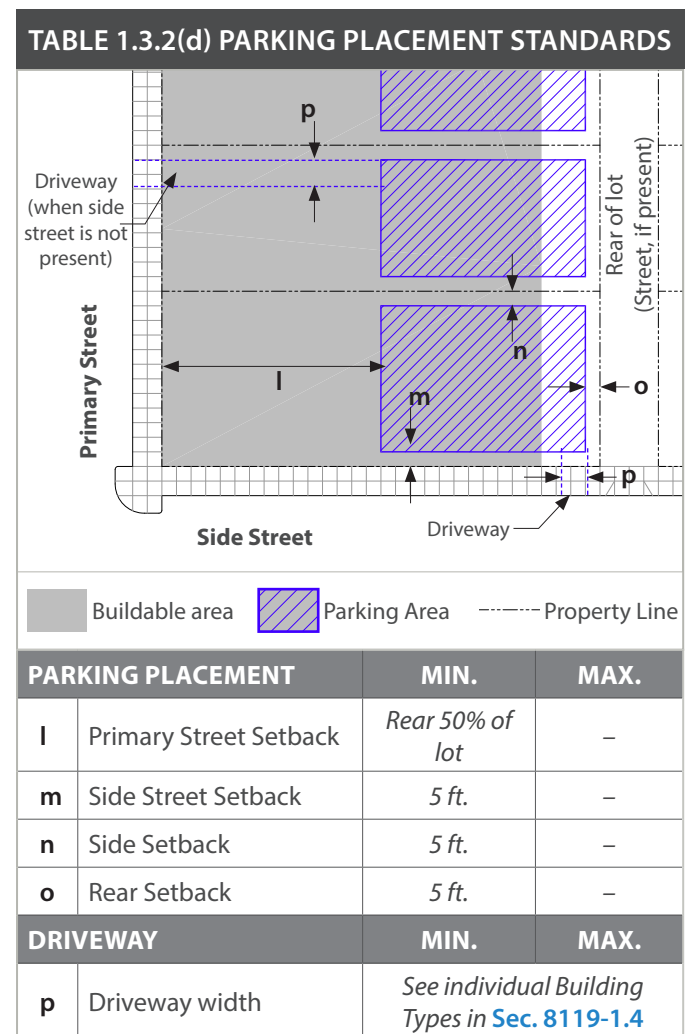 TABLE 1.3.2(d) PARKING PLACEMENT STANDARDS
p
Driveway
(when side
street is not
present)
Rear of lot
(Street, if present)
Primary Street
l
n
m
o
p
Side Street
Driveway
Buildable area
Parking Area
Property Line
PARKING PLACEMENT MIN. MAX.
l Primary Street Setback Rear 50% of
lot –
m Side Street Setback 5 ft. –
n Side Setback 5 ft. –
o Rear Setback 5 ft. –
DRIVEWAY MIN. MAX.
p Driveway width See individual Building
Types in Sec. 8119-1.4